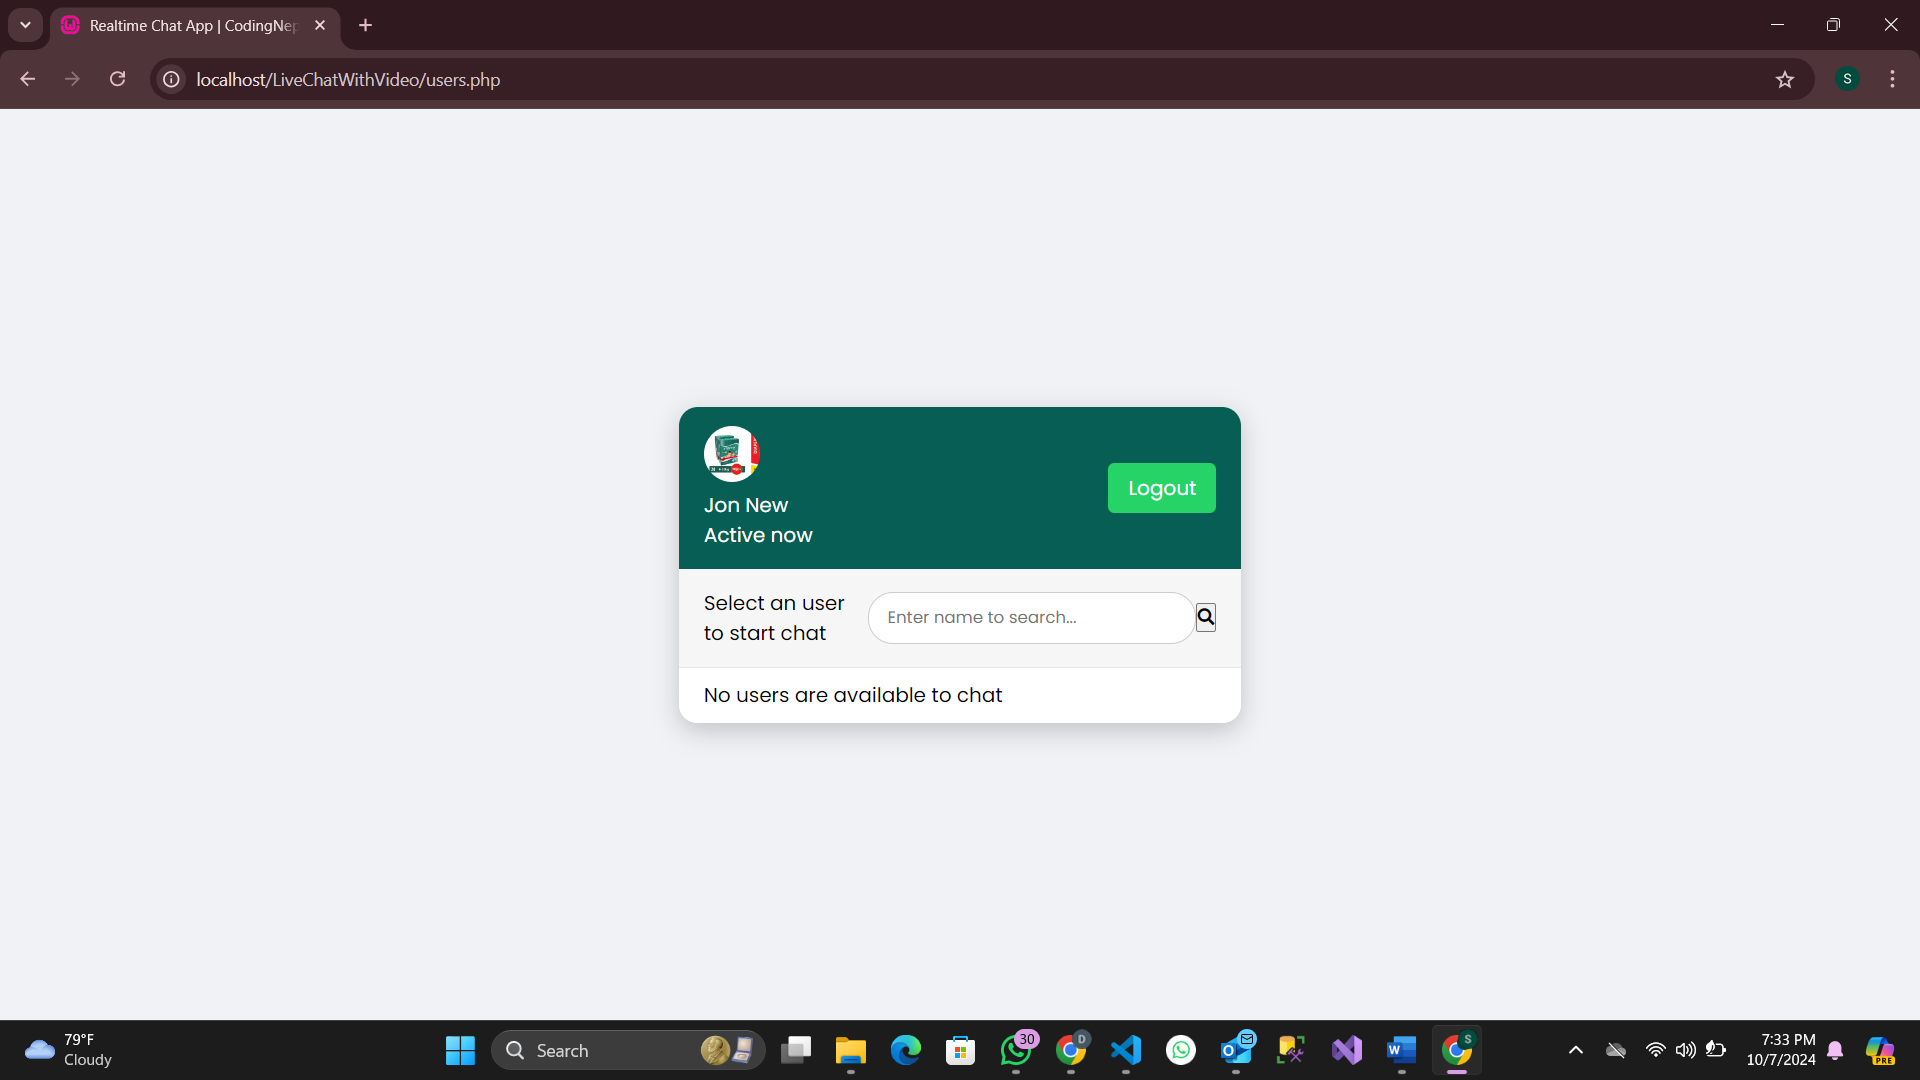 Realtime Chat App | CodingNep
localhost/LiveChatWithVideo/users.php
S
Jon New
Active now
Logout
Select an user
to start chat
Enter name to search...
No users are available to chat
79°F
Cloudy
Search
30
D
S
7:33 PM
10/7/2024
PRE